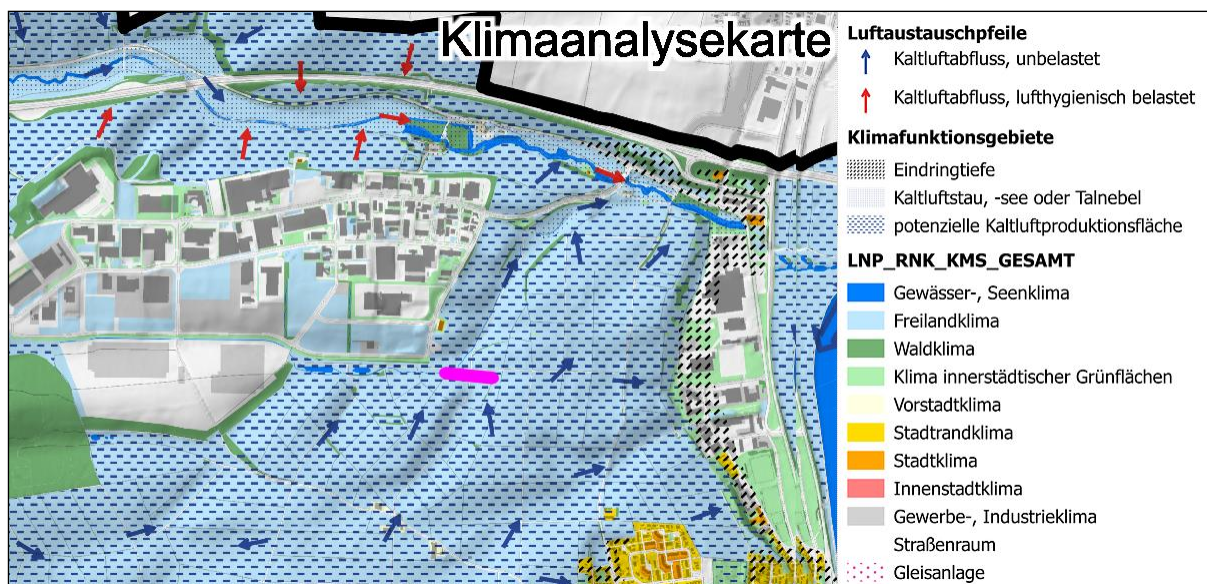 Klimaanalysekarte
Luftaustauschpfeile
Kaltluftabfluss, unbelastet
Kaltluftabfluss, lufthygienisch belastet
Klimafunktionsgebiete
Eindringtiefe
Kaltluftstau, -see oder Talnebel
potenzielle Kaltluftproduktionsfläche
LNP_RNK_KMS_GESAMT
Gewässer-, Seenklima
Freilandklima
Waldklima
Klima innerstädtischer Grünflächen
Vorstadtklima
Stadtrandklima
Stadtklima
Innenstadtklima
Gewerbe-, Industrieklima
Straßenraum
Gleisanlage